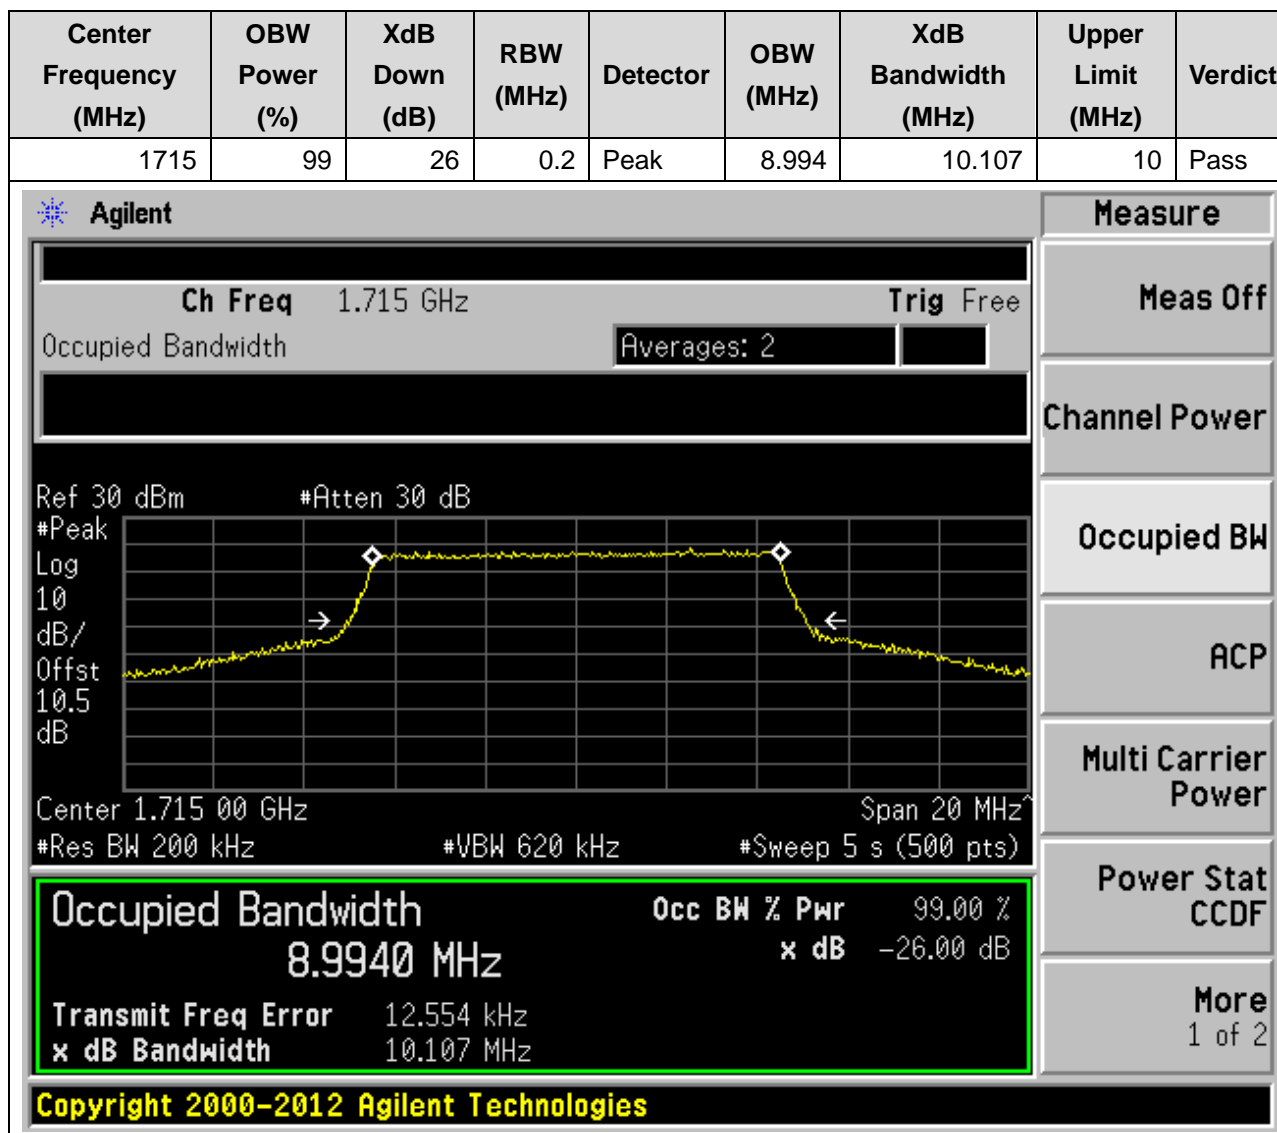 Center Frequency (MHz) OBW Power (%) XdB Down (dB) RBW (MHz) Detector OBW (MHz) XdB Bandwidth (MHz) Upper Limit (MHz) Verdict
1715 99 26 0.2 Peak 8.994 10.107 10 Pass
Agilent
Measure
Ch Freq 1.715 GHz Trig Free
Meas Off
Occupied Bandwidth Averages: 2
Channel Power
Ref 30 dBm #Atten 30 dB
#Peak
Log
10
dB/
Offst
10.5
dB
Occupied BW
ACP
Multi Carrier
Power
Center 1.715 00 GHz Span 20 MHz^
#Res BW 200 kHz #VBW 620 kHz #Sweep 5 s (500 pts)
Power Stat
CCDF
Occupied Bandwidth Occ BW % Pwr 99.00 %
8.9940 MHz x dB -26.00 dB
Transmit Freq Error 12.554 kHz
x dB Bandwidth 10.107 MHz
More
1 of 2
Copyright 2000-2012 Agilent Technologies